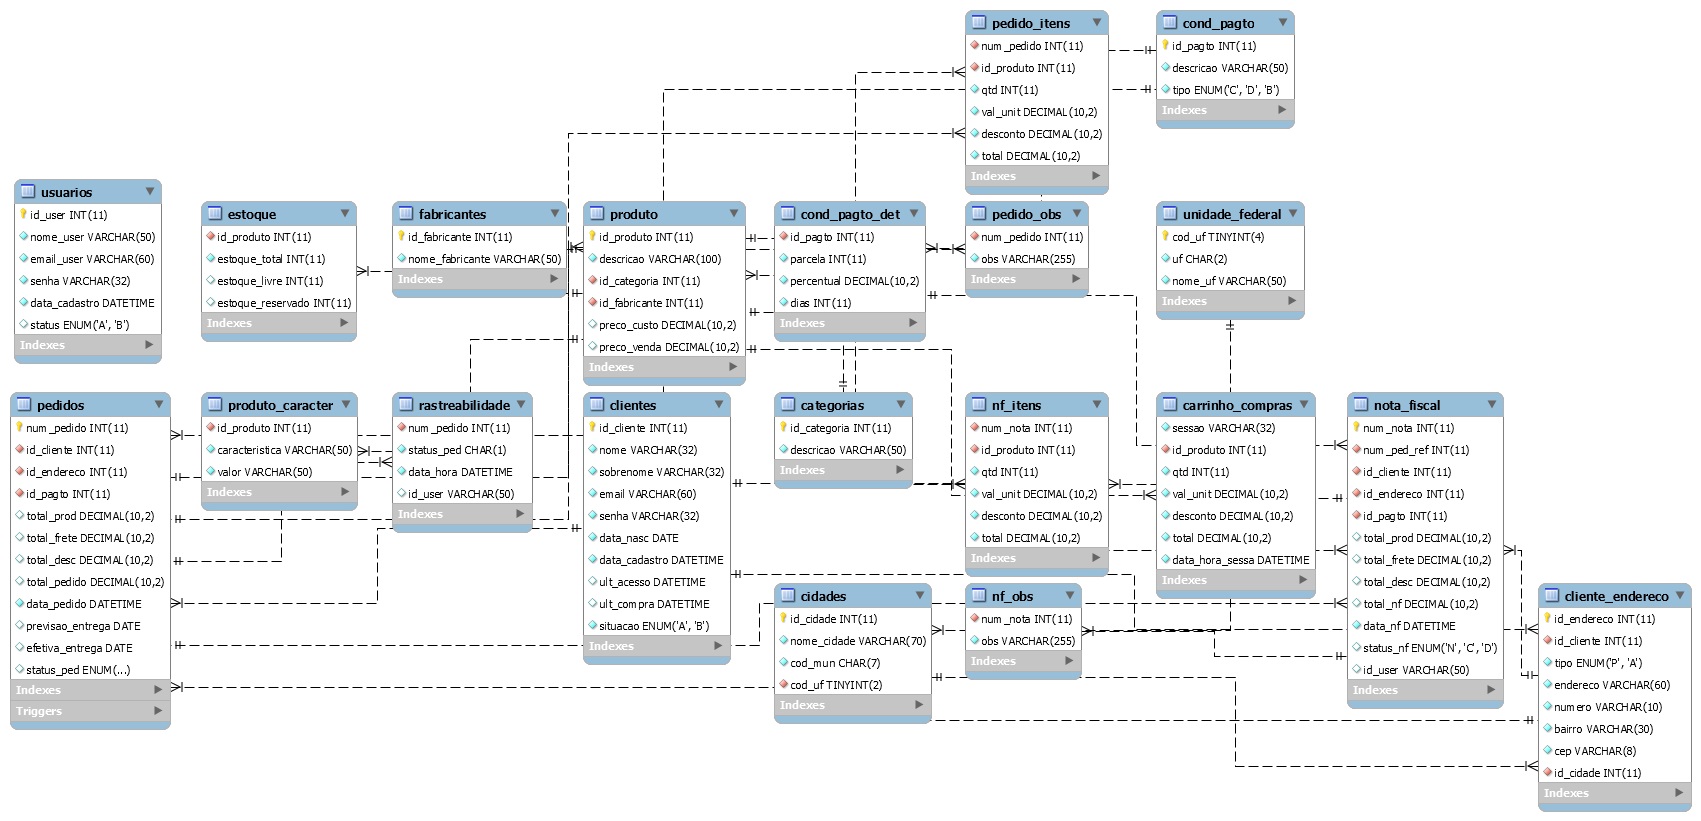 pedido_itens
num_pedido INT(11)
id_produto INT(11)
qtd INT(11)
val_unit DECIMAL(10,2)
desconto DECIMAL(10,2)
total DECIMAL(10,2)
Indexes
cond_pagto
id_pagto INT(11)
descricao VARCHAR(50)
tipo ENUM('C', 'D', 'B')
Indexes
usuarios
id_user INT(11)
nome_user VARCHAR(50)
email_user VARCHAR(60)
senha VARCHAR(32)
data_cadastro DATETIME
status ENUM('A', 'B')
Indexes
estoque
id_produto INT(11)
estoque_total INT(11)
estoque_livre INT(11)
estoque_reservado INT(11)
Indexes
fabricantes
id_fabricante INT(11)
nome_fabricante VARCHAR(50)
Indexes
produto
id_produto INT(11)
descricao VARCHAR(100)
id_categoria INT(11)
id_fabricante INT(11)
preco_custo DECIMAL(10,2)
preco_venda DECIMAL(10,2)
Indexes
cond_pagto_det
id_pagto INT(11)
parcela INT(11)
percentual DECIMAL(10,2)
dias INT(11)
Indexes
pedido_obs
num_pedido INT(11)
obs VARCHAR(255)
Indexes
unidade_federal
cod_uf TINYINT(4)
uf CHAR(2)
nome_uf VARCHAR(50)
Indexes
pedidos
num_pedido INT(11)
id_cliente INT(11)
id_endereco INT(11)
id_pagto INT(11)
total_prod DECIMAL(10,2)
total_frete DECIMAL(10,2)
total_desc DECIMAL(10,2)
total_pedido DECIMAL(10,2)
data_pedido DATETIME
previsao_entrega DATE
efetiva_entrega DATE
status_ped ENUM(...)
Indexes
Triggers
produto_caracter
id_produto INT(11)
caracteristica VARCHAR(50)
valor VARCHAR(50)
Indexes
rastreabilidade
num_pedido INT(11)
status_ped CHAR(1)
data_hora DATETIME
id_user VARCHAR(50)
Indexes
clientes
id_cliente INT(11)
nome VARCHAR(32)
sobrenome VARCHAR(32)
email VARCHAR(60)
senha VARCHAR(32)
data_nasc DATE
data_cadastro DATETIME
ult_acesso DATETIME
ult_compra DATETIME
situacao ENUM('A', 'B')
Indexes
categorias
id_categoria INT(11)
descricao VARCHAR(50)
Indexes
nf_itens
num_nota INT(11)
id_produto INT(11)
qtd INT(11)
val_unit DECIMAL(10,2)
desconto DECIMAL(10,2)
total DECIMAL(10,2)
Indexes
carrinho_compras
sessao VARCHAR(32)
id_produto INT(11)
qtd INT(11)
val_unit DECIMAL(10,2)
desconto DECIMAL(10,2)
total DECIMAL(10,2)
data_hora_sessa DATETIME
Indexes
nota_fiscal
num_nota INT(11)
num_ped_ref INT(11)
id_cliente INT(11)
id_endereco INT(11)
id_pagto INT(11)
total_prod DECIMAL(10,2)
total_frete DECIMAL(10,2)
total_desc DECIMAL(10,2)
total_nf DECIMAL(10,2)
data_nf DATETIME
status_nf ENUM('N', 'C', 'D')
id_user VARCHAR(50)
Indexes
cidades
id_cidade INT(11)
nome_cidade VARCHAR(70)
cod_mun CHAR(7)
cod_uf TINYINT(2)
Indexes
nf_obs
num_nota INT(11)
obs VARCHAR(255)
Indexes
cliente_endereco
id_endereco INT(11)
id_cliente INT(11)
tipo ENUM('P', 'A')
endereco VARCHAR(60)
numero VARCHAR(10)
bairro VARCHAR(30)
cep VARCHAR(8)
id_cidade INT(11)
Indexes